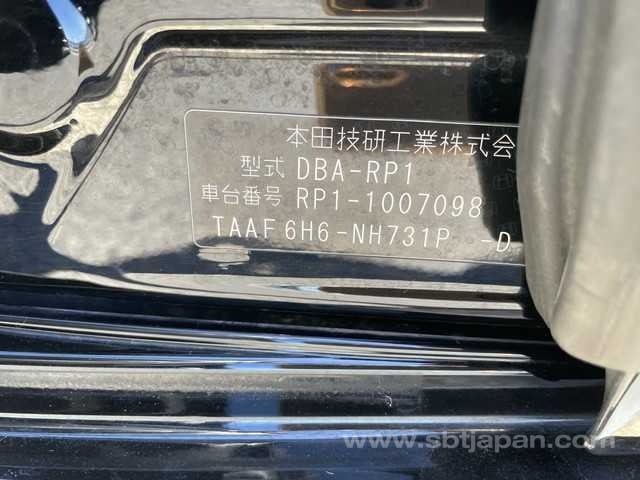 本田技研工業株式会
型式 DBA-RP1
車台番号 RP1-1007098
TAAF 6H6-NH731P -D
www.sbtjapan.com